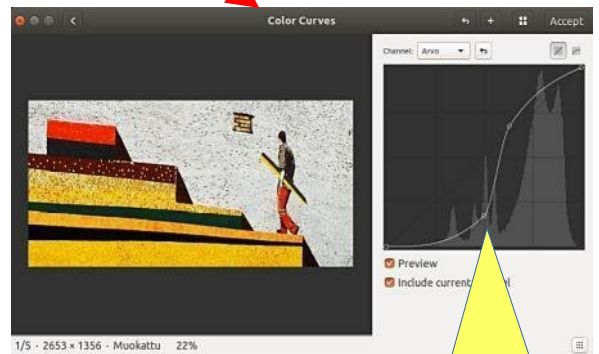 Color Curves
Accept
Channel: Arvo
Preview
Include current
1/5 - 2653 × 1356 - Muokattu 22%